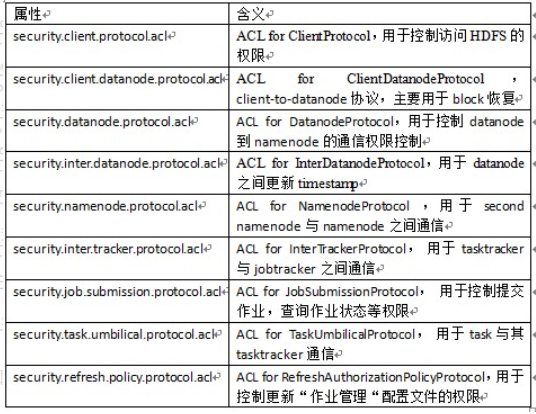 属性 含义
security.client.protocol.acl ACL for ClientProtocol，用于控制访问 HDFS 的
权限
security.client.datanode.protocol.acl ACL for ClientDatanodeProtocol ，
client-to-datanode 协议，主要用于 block 恢复
security.datanode.protocol.acl ACL for DatanodeProtocol，用于控制 datanode
到 namenode 的通信权限控制
security.inter.datanode.protocol.acl ACL for InterDatanodeProtocol，用于 datanode
之间更新 timestamp
security.namenode.protocol.acl ACL for NamenodeProtocol ，用于 second
namenode 与 namenode 之间通信
security.inter.tracker.protocol.acl ACL for InterTrackerProtocol， 用于 tasktracker
与 jobtracker 之间通信
security.job.submission.protocol.acl ACL for JobSubmissionProtocol， 用于控制提交
作业，查询作业状态等权限
security.task.umbilical.protocol.acl ACL for TaskUmbilicalProtocol， 用于 task 与其
tasktracker 通信
security.refresh.policy.protocol.acl ACL for RefreshAuthorizationPolicyProtocol，用于
控制更新“作业管理“配置文件的权限